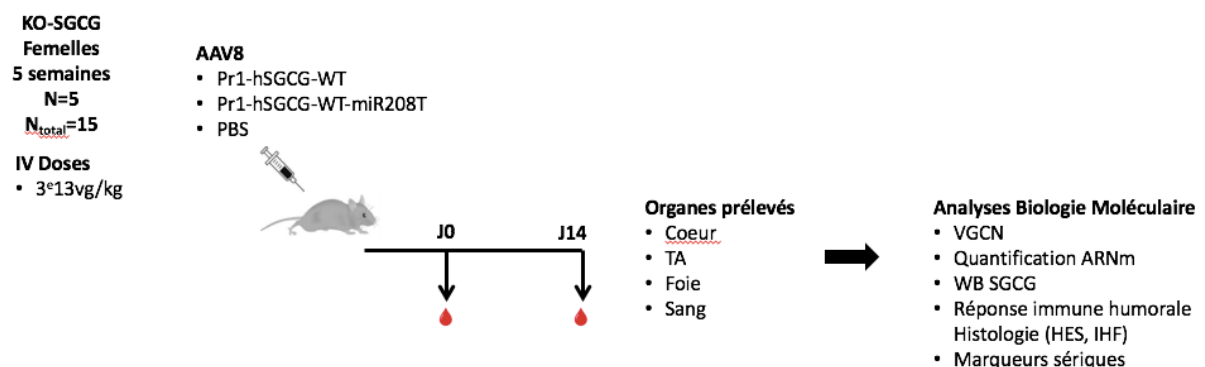 KO-SGCG
Femelles
5 semaines
N=5
Ntotal=15
IV Doses
• 3e13vg/kg
AAV8
• Pr1-hSGCG-WT
• Pr1-hSGCG-WT-miR208T
• PBS
J0
J14
Organes prélevés
• Coeur
• TA
• Foie
• Sang
Analyses Biologie Moléculaire
• VGCN
• Quantification ARNm
• WB SGCG
• Réponse immune humorale
Histologie (HES, IHF)
• Marqueurs sériques